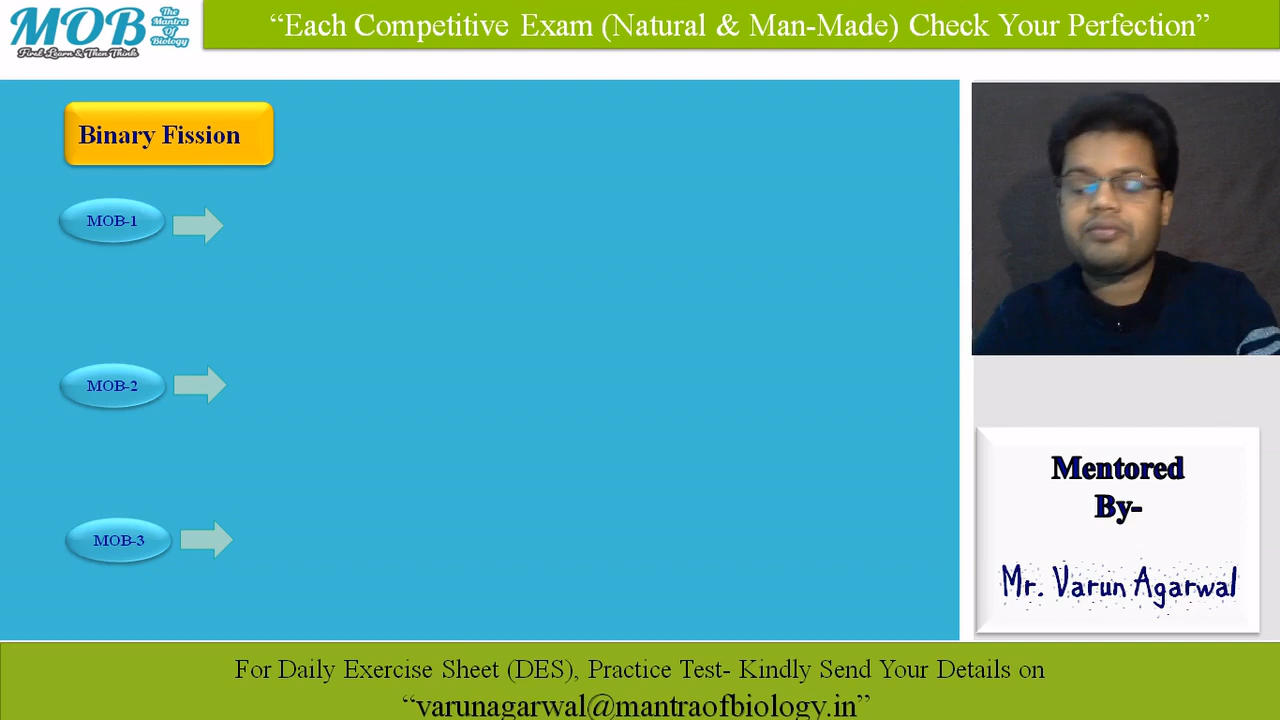 MOB
The
Mantra
Of
Biology
First Learn & Then Think
“Each Competitive Exam (Natural & Man-Made) Check Your Perfection”
Binary Fission
MOB-1
MOB-2
MOB-3
Mentored
By-
Mr. Varun Agarwal
For Daily Exercise Sheet (DES), Practice Test- Kindly Send Your Details on
“varunagarwal@mantraofbiology.in”